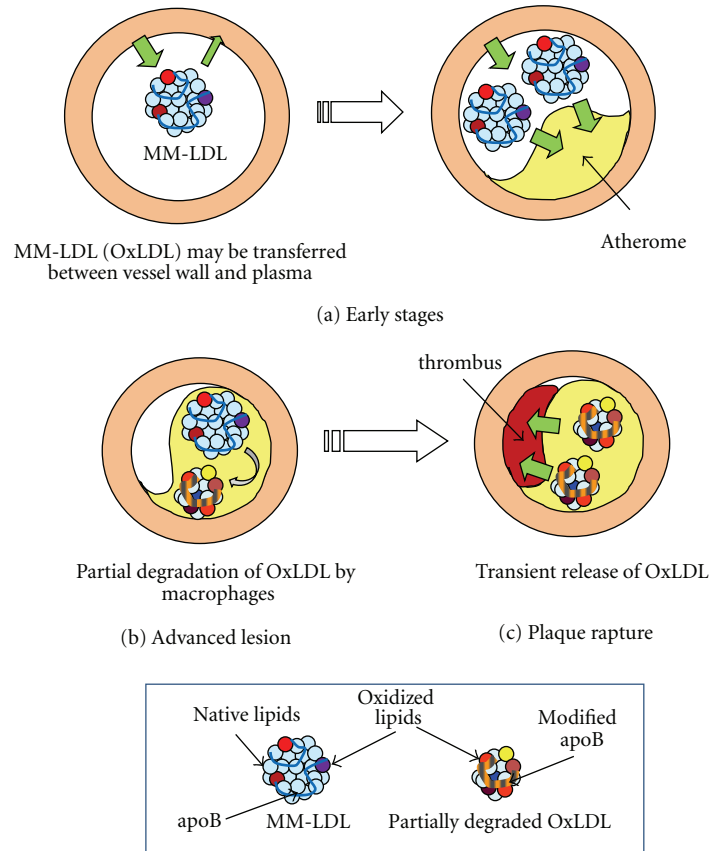 MM-LDL
Atherome
MM-LDL (OxLDL) may be transferred
between vessel wall and plasma
(a) Early stages
thrombus
Partial degradation of OxLDL by
macrophages
Transient release of OxLDL
(b) Advanced lesion
(c) Plaque rapture
Native lipids
Oxidized
lipids
Modified
apoB
apoB
MM-LDL
Partially degraded OxLDL